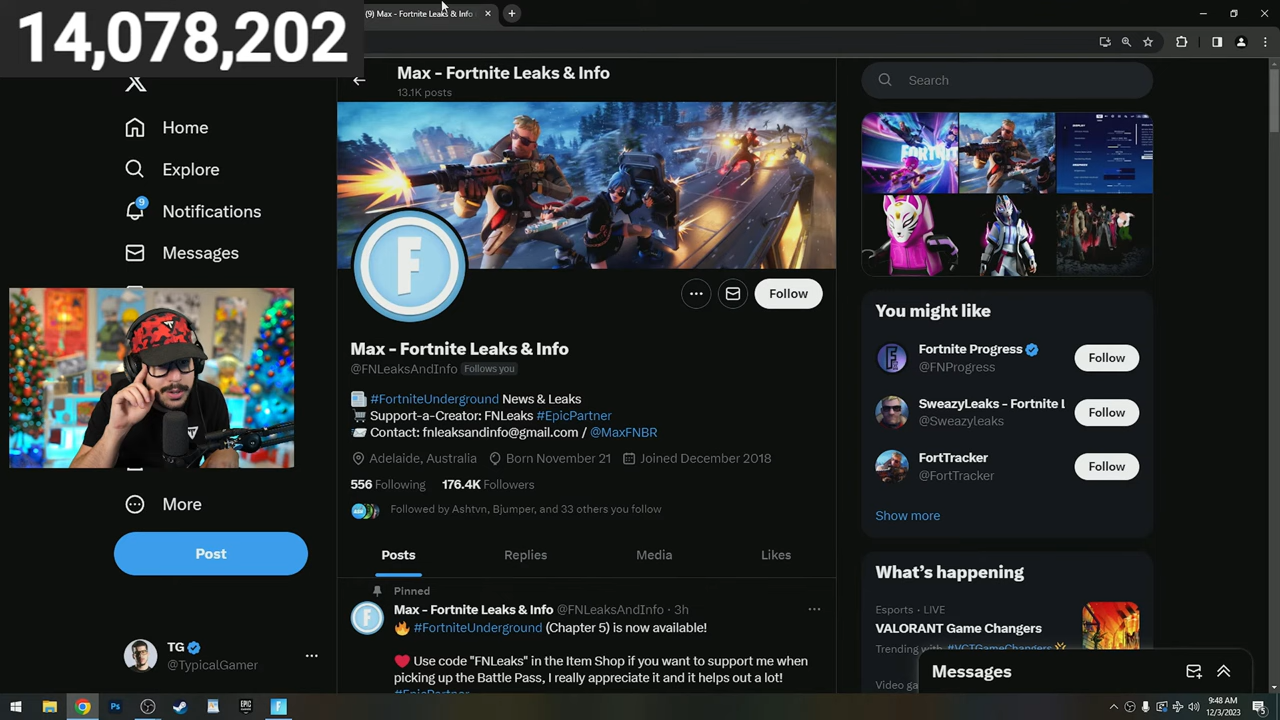 14,078,202
(9) Max - Fortnite Leaks & Info
Max - Fortnite Leaks & Info
13.1K posts
Search
Home
Explore
9
Notifications
Messages
More
Post
TG
@TypicalGamer
F
Follow
Max - Fortnite Leaks & Info
@FNLeaksAndInfo Follows you
#FortniteUnderground News & Leaks
Support-a-Creator: FNLeaks #EpicPartner
Contact: fnleaksandinfo@gmail.com / @MaxFNBR
Adelaide, Australia Born November 21 Joined December 2018
556 Following 176.4K Followers
Followed by Ashtvn, Bjumper, and 33 others you follow
Posts Replies Media Likes
Pinned
Max - Fortnite Leaks & Info @FNLeaksAndInfo · 3h
#FortniteUnderground (Chapter 5) is now available!
Use code "FNLeaks" in the Item Shop if you want to support me when
picking up the Battle Pass, I really appreciate it and it helps out a lot!
#EpicPartner
You might like
Fortnite Progress
@FNProgress
Follow
SweazyLeaks - Fortnite L
@Sweazyleaks
Follow
FortTracker
@FortTracker
Follow
Show more
What's happening
Esports · LIVE
VALORANT Game Changers
Trending with #VCTGameChangers
Video ga
Messages
9:48 AM
12/3/2023